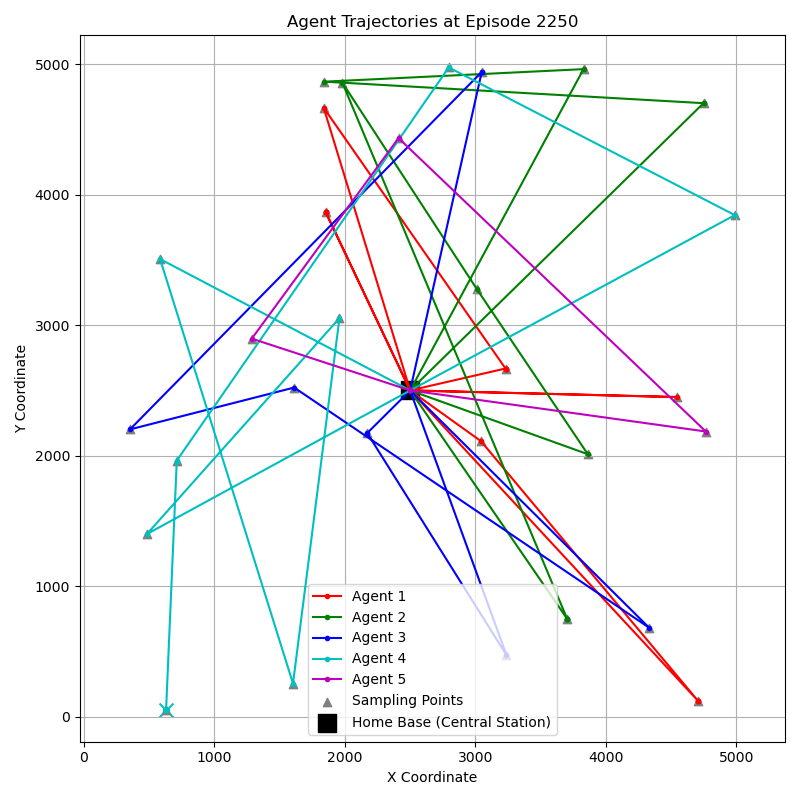 Agent Trajectories at Episode 2250
Y Coordinate
5000
4000
3000
2000
1000
0
Agent 1
Agent 2
Agent 3
Agent 4
Agent 5
Sampling Points
Home Base (Central Station)
0 1000 2000 3000 4000 5000
X Coordinate